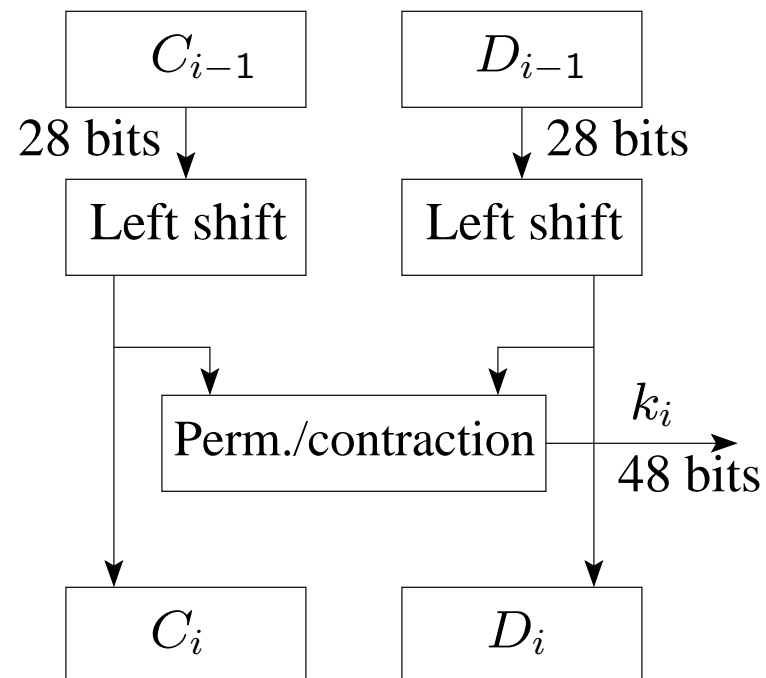 C_{i-1} D_{i-1}
28 bits 28 bits
Left shift Left shift
k_i
Perm./contraction
48 bits
C_i D_i